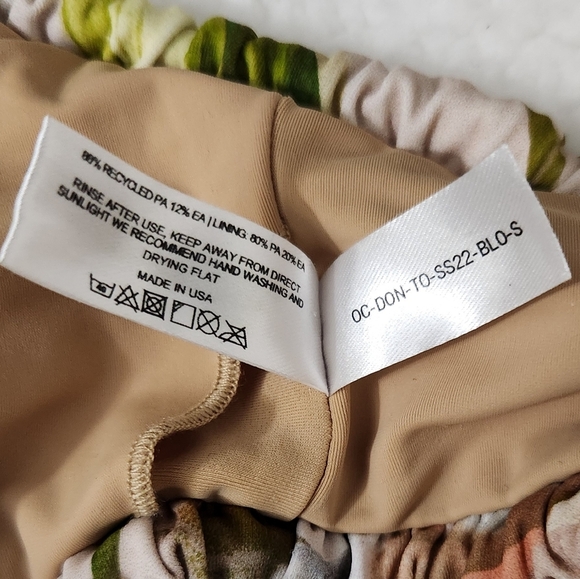 88% RECYCLED PA 12% EA | LINING: 80% PA 20% EA
RINSE AFTER USE, KEEP AWAY FROM DIRECT
SUNLIGHT WE RECOMMEND HAND WASHING AND
DRYING FLAT
MADE IN USA
OC-DON-TO-SS22-BLO-S